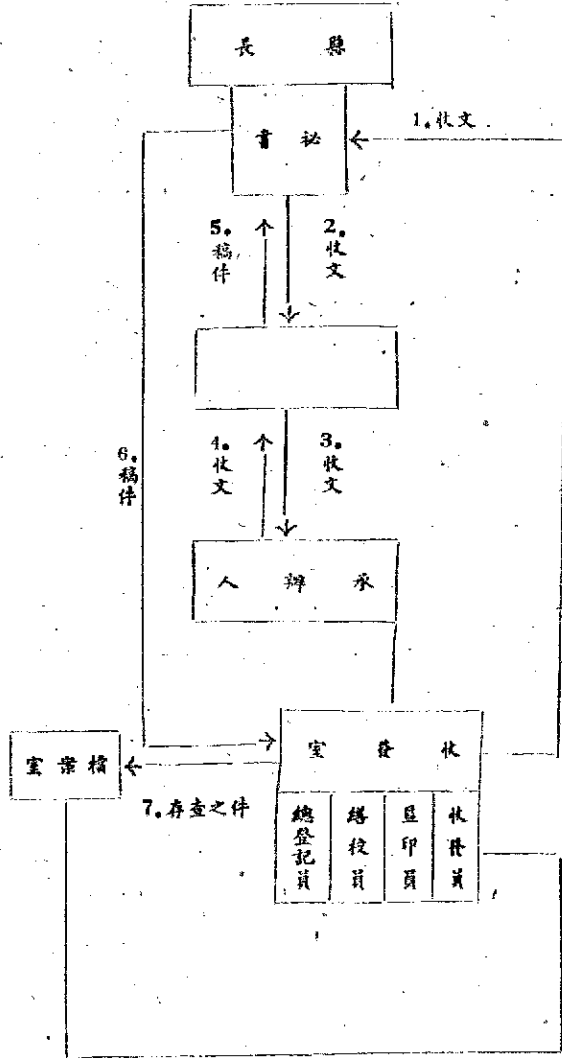 縣長
秘書
1.收文
2.收文
5.稿件
3.收文
4.收文
6.稿件
承辦人
收發室
檔案室
7.存查之件
收發員
監印員
繕校員
總登記員